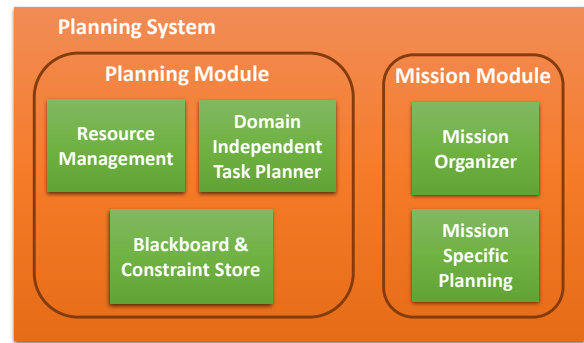 Planning System
Planning Module
Resource
Management
Domain
Independent
Task Planner
Blackboard &
Constraint Store
Mission Module
Mission
Organizer
Mission
Specific
Planning